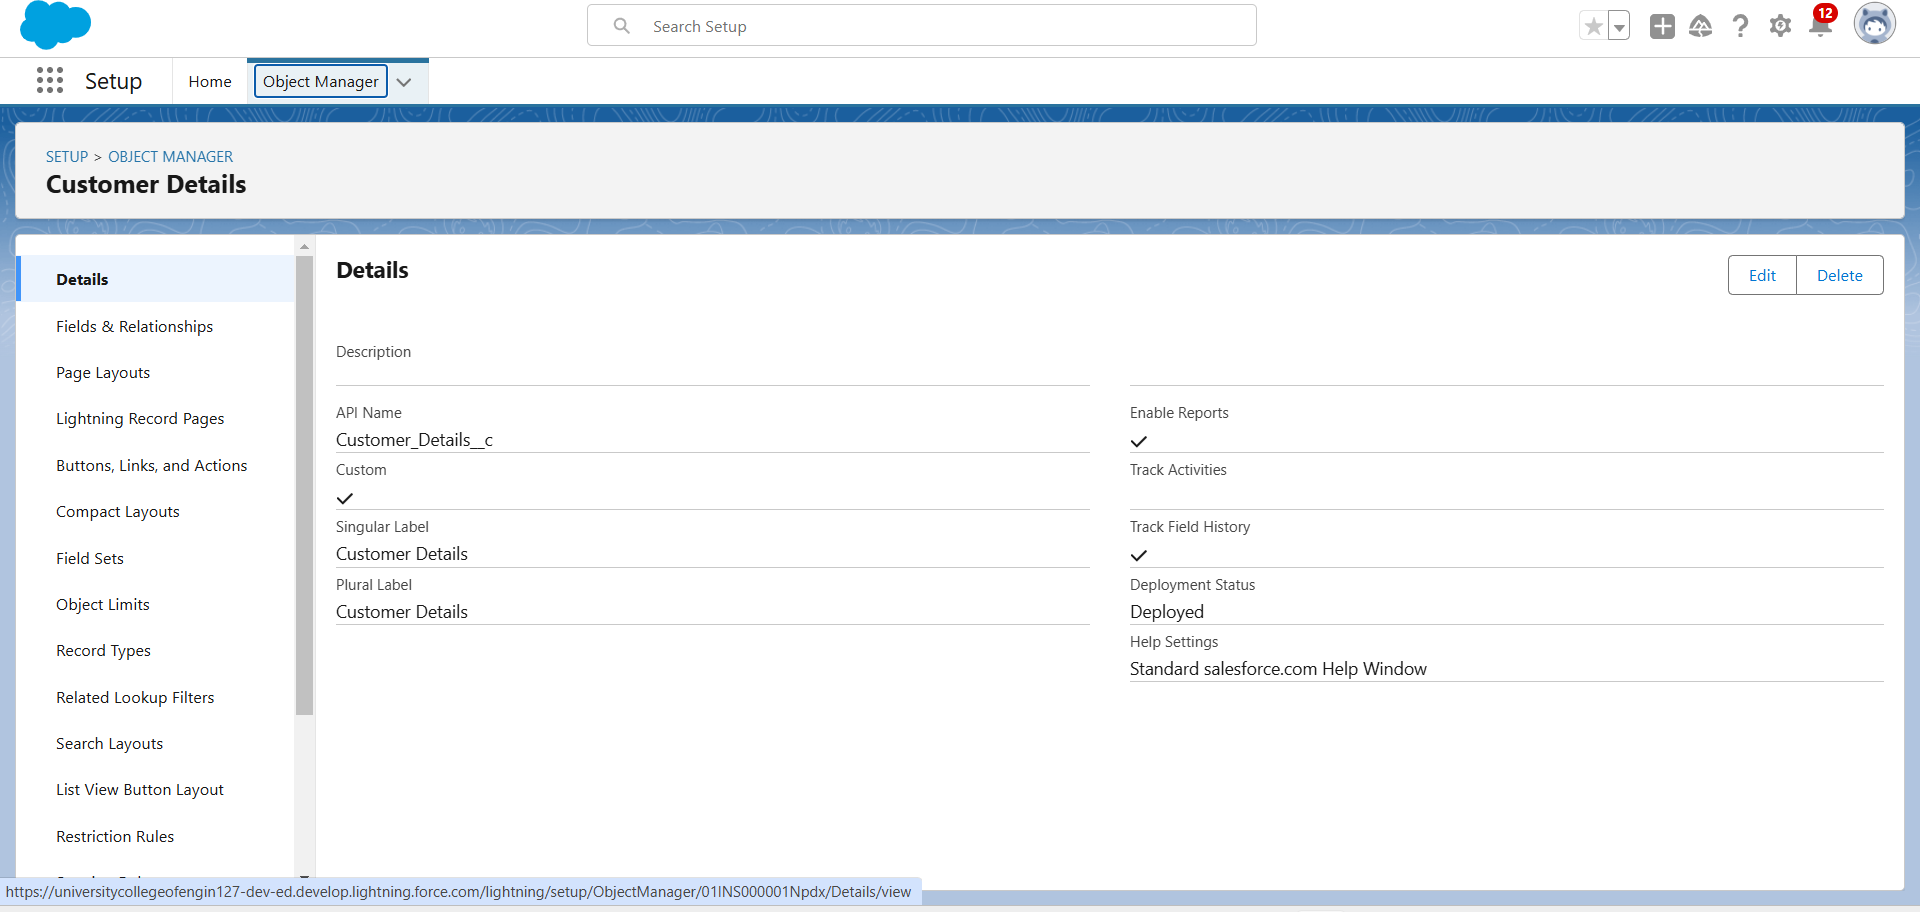 Search Setup
12
Setup
Home
Object Manager
SETUP > OBJECT MANAGER
Customer Details
Details
Fields & Relationships
Page Layouts
Lightning Record Pages
Buttons, Links, and Actions
Compact Layouts
Field Sets
Object Limits
Record Types
Related Lookup Filters
Search Layouts
List View Button Layout
Restriction Rules
Details
Edit
Delete
Description
API Name
Customer_Details__c
Custom
Singular Label
Customer Details
Plural Label
Customer Details
Enable Reports
Track Activities
Track Field History
Deployment Status
Deployed
Help Settings
Standard salesforce.com Help Window
https://universitycollegeofengin127-dev-ed.develop.lightning.force.com/lightning/setup/ObjectManager/01INS000001Npdx/Details/view